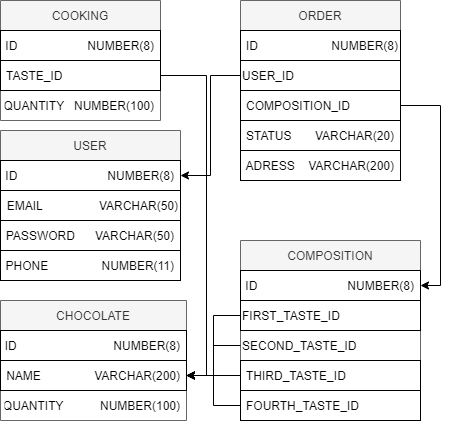 COOKING
ID NUMBER(8)
TASTE_ID
QUANTITY NUMBER(100)
USER
ID NUMBER(8)
EMAIL VARCHAR(50)
PASSWORD VARCHAR(50)
PHONE NUMBER(11)
CHOCOLATE
ID NUMBER(8)
NAME VARCHAR(200)
QUANTITY NUMBER(100)
ORDER
ID NUMBER(8)
USER_ID
COMPOSITION_ID
STATUS VARCHAR(20)
ADRESS VARCHAR(200)
COMPOSITION
ID NUMBER(8)
FIRST_TASTE_ID
SECOND_TASTE_ID
THIRD_TASTE_ID
FOURTH_TASTE_ID